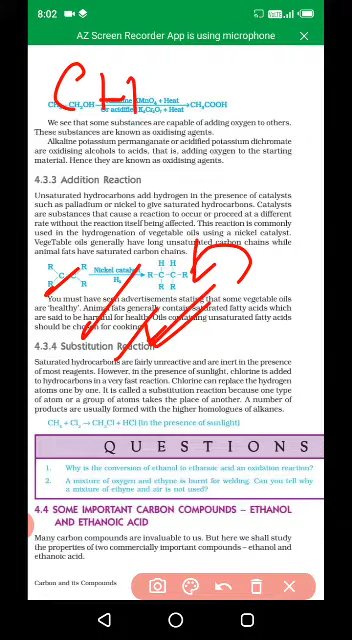 8:02
AZ Screen Recorder App is using microphone
CH
KMnO₄ + Heat
CH₂OH → CH₃COOH
Or acidified K₂Cr₂O₇ + Heat
We see that some substances are capable of adding oxygen to others.
These substances are known as oxidising agents.
Alkaline potassium permanganate or acidified potassium dichromate
are oxidising alcohols to acids, that is, adding oxygen to the starting
material. Hence they are known as oxidising agents.
4.3.3 Addition Reaction
Unsaturated hydrocarbons add hydrogen in the presence of catalysts
such as palladium or nickel to give saturated hydrocarbons. Catalysts
are substances that cause a reaction to occur or proceed at a different
rate without the reaction itself being affected. This reaction is commonly
used in the hydrogenation of vegetable oils using a nickel catalyst.
VegeTable oils generally have long unsaturated carbon chains while
animal fats have saturated carbon chains.
H H
R R Nickel catalyst
C C H₂ R–C–C–R
R R R R
You must have seen advertisements stating that some vegetable oils
are ‘healthy’. Animal fats generally contain saturated fatty acids which
are said to be harmful for health. Oils containing unsaturated fatty acids
should be chosen for cooking.
4.3.4 Substitution Reaction
Saturated hydrocarbons are fairly unreactive and are inert in the presence
of most reagents. However, in the presence of sunlight, chlorine is added
to hydrocarbons in a very fast reaction. Chlorine can replace the hydrogen
atoms one by one. It is called a substitution reaction because one type
of atom or a group of atoms takes the place of another. A number of
products are usually formed with the higher homologues of alkanes.
CH₄ + Cl₂ → CH₃Cl + HCl (in the presence of sunlight)
QUESTIONS
1. Why is the conversion of ethanol to ethanoic acid an oxidation reaction?
2. A mixture of oxygen and ethyne is burnt for welding. Can you tell why
a mixture of ethyne and air is not used?
4.4 SOME IMPORTANT CARBON COMPOUNDS – ETHANOL
AND ETHANOIC ACID
Many carbon compounds are invaluable to us. But here we shall study
the properties of two commercially important compounds – ethanol and
ethanoic acid.
Carbon and its Compounds